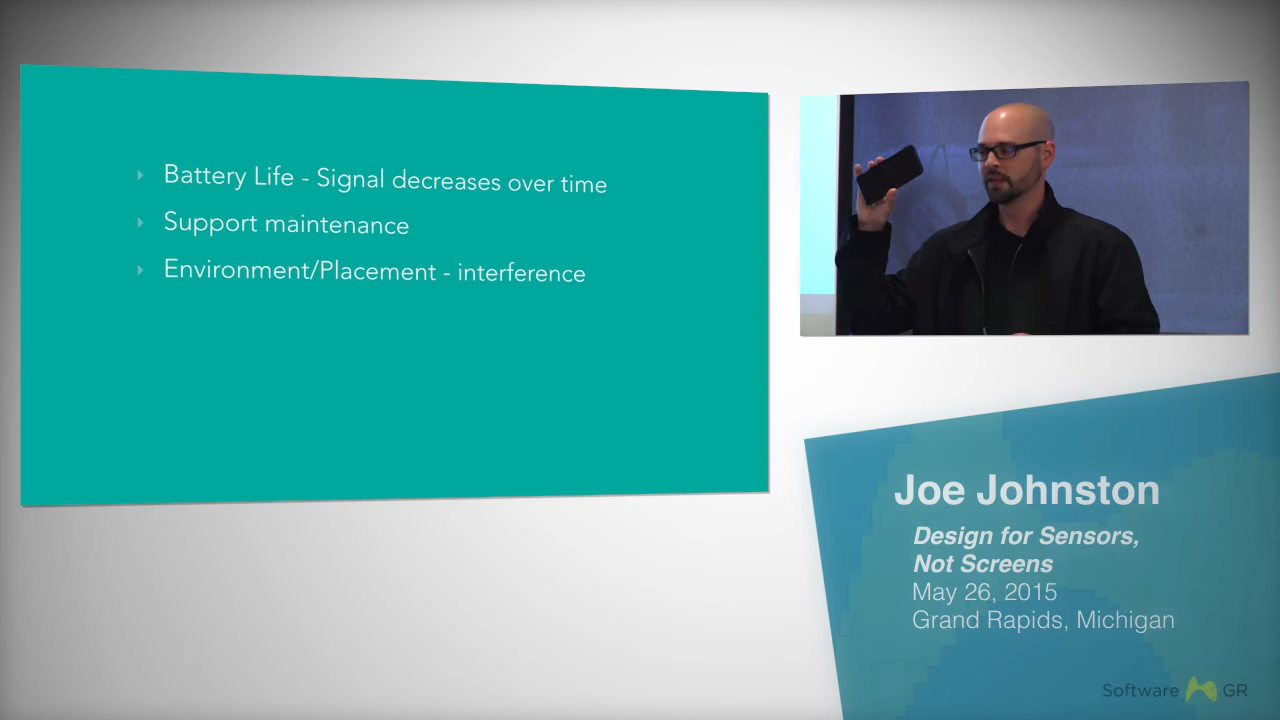 Battery Life - Signal decreases over time
Support maintenance
Environment/Placement - interference
Joe Johnston
Design for Sensors,
Not Screens
May 26, 2015
Grand Rapids, Michigan
Software GR